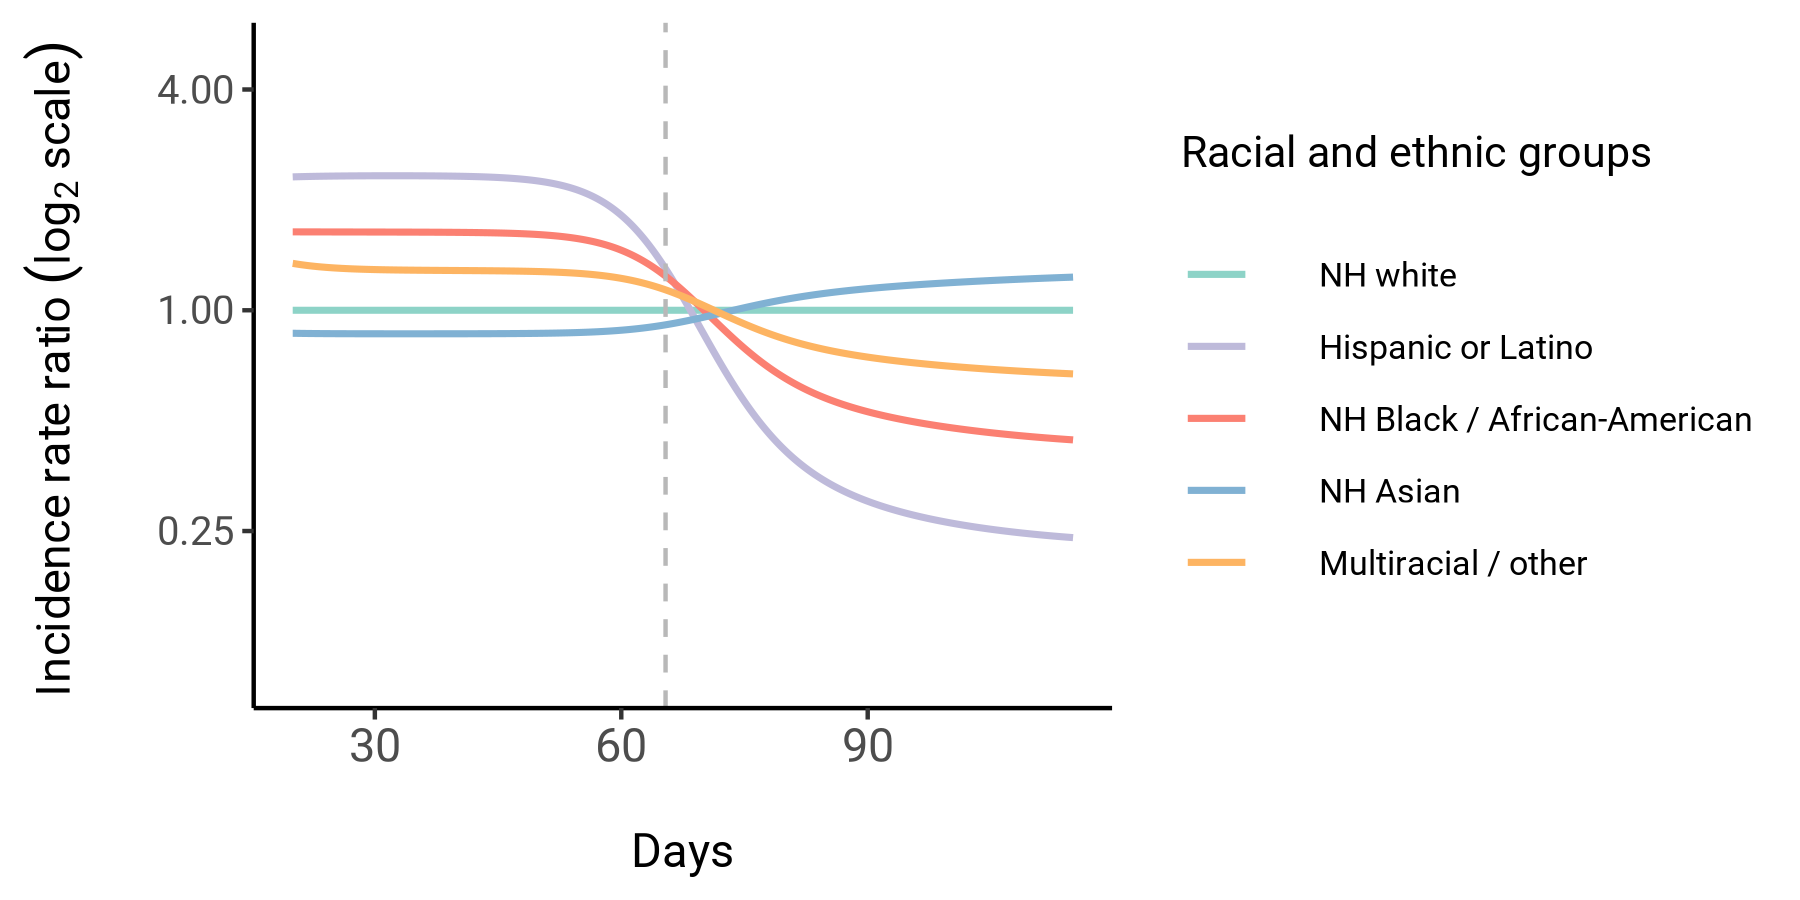 Incidence rate ratio (log₂ scale)
4.00
1.00
0.25
30 60 90
Days
Racial and ethnic groups
NH white
Hispanic or Latino
NH Black / African-American
NH Asian
Multiracial / other